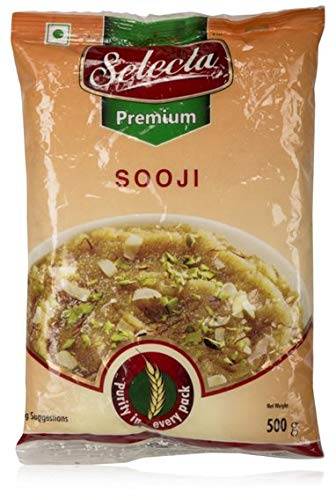 Selecta
Premium
SOOJI
purity in every pack
g Suggestions
Net Weight
500 g